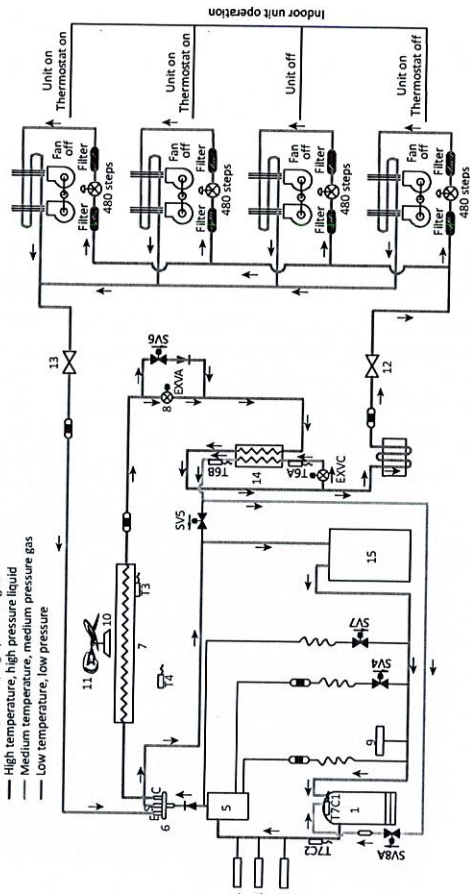 High temperature, high pressure liquid
Medium temperature, medium pressure gas
Low temperature, low pressure
Indoor unit operation
Unit on
Thermostat on
Unit on
Thermostat on
Unit off
Unit on
Thermostat off
Fan
off
Filter
Filter
480 steps
Fan
off
Filter
Filter
480 steps
Fan
off
Filter
Filter
480 steps
Fan
off
Filter
Filter
480 steps
13
12
SV6
8
EXVA
T6B
14
T6A
EXVC
SV5
11
10
7
T3
T4
15
SV7
SV4
9
E
S
C
6
5
T7C1
1
T7C2
SV8A